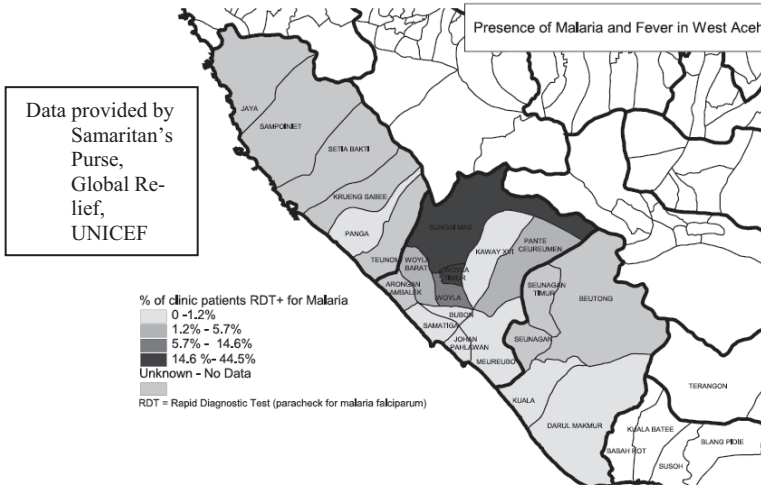 Presence of Malaria and Fever in West Aceh
Data provided by
Samaritan's
Purse,
Global Re-
lief,
UNICEF
JAYA
SAMPOINIET
SETIA BAKTI
KRUENG SABEE
PANGA
TEUNOM
SUNGAI MAS
KAWAY XVI
PANTE
CEUREUMEN
WOYLA
BARAT
WOYLA
TIMUR
WOYLA
ARONGAN
LAMBALEK
BUBON
SAMATIGA
JOHAN
PAHLAWAN
MEUREUBO
SEUNAGAN
TIMUR
BEUTONG
SEUNAGAN
KUALA
DARUL MAKMUR
TERANGON
KUALA BATEE
BLANG PIDIE
BABAH ROT
SUSOH
% of clinic patients RDT+ for Malaria
0 -1.2%
1.2% - 5.7%
5.7% - 14.6%
14.6 %- 44.5%
Unknown - No Data
RDT = Rapid Diagnostic Test (paracheck for malaria falciparum)